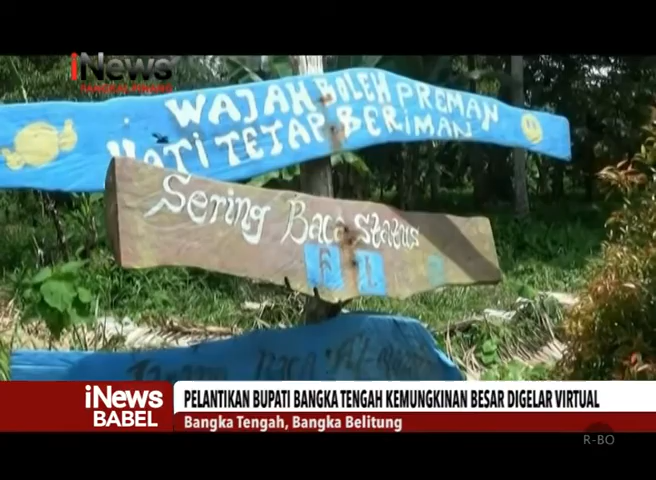 iNews
WAJAH BOLEH PREMAN
HATI TETAP BERIMAN
Sering Baca Status
iNews
BABEL
PELANTIKAN BUPATI BANGKA TENGAH KEMUNGKINAN BESAR DIGELAR VIRTUAL
Bangka Tengah, Bangka Belitung
R-BO